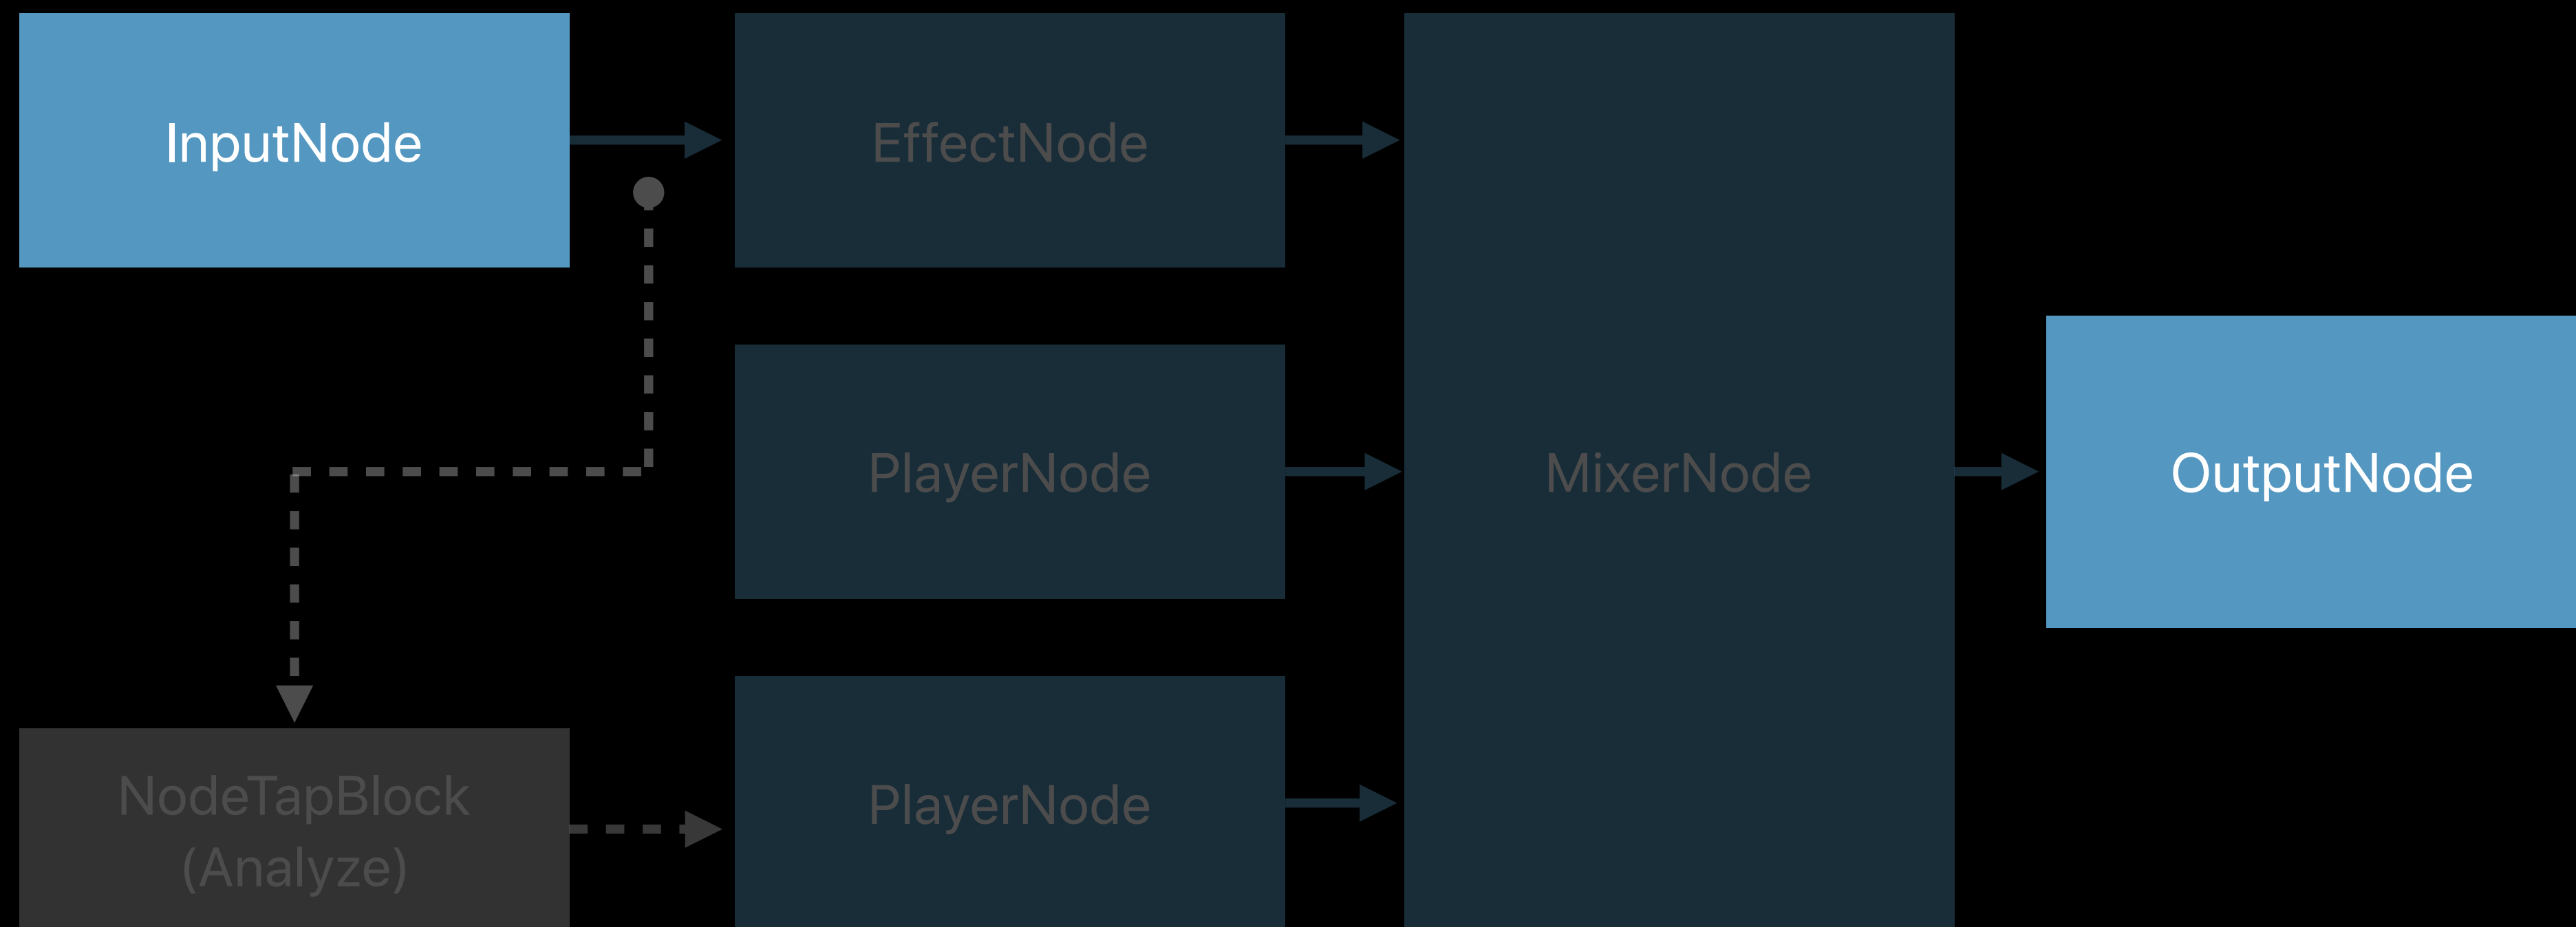 InputNode
EffectNode
PlayerNode
MixerNode
OutputNode
NodeTapBlock
(Analyze)
PlayerNode